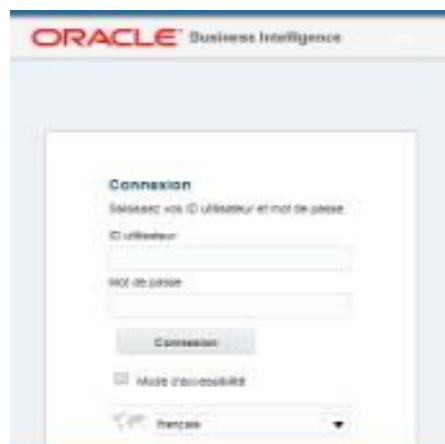 ORACLE Business Intelligence
Connexion
Saisissez vos ID utilisateur et mot de passe
ID utilisateur
Mot de passe
Connexion
Mode d'accessibilité
français